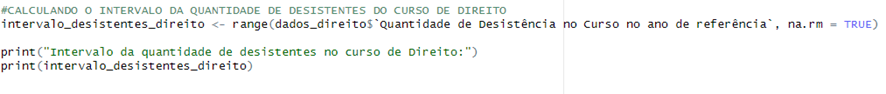 #CALCULANDO O INTERVALO DA QUANTIDADE DE DESISTENTES DO CURSO DE DIREITO
intervalo_desistentes_direito <- range(dados_direito$`Quantidade de Desistência no Curso no ano de referência`, na.rm = TRUE)
print("Intervalo da quantidade de desistentes no curso de Direito:")
print(intervalo_desistentes_direito)